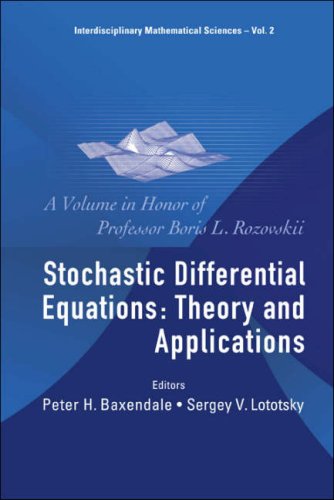 Interdisciplinary Mathematical Sciences – Vol. 2
A Volume in Honor of
Professor Boris L. Rozovskii
Stochastic Differential
Equations: Theory and
Applications
Editors
Peter H. Baxendale • Sergey V. Lototsky